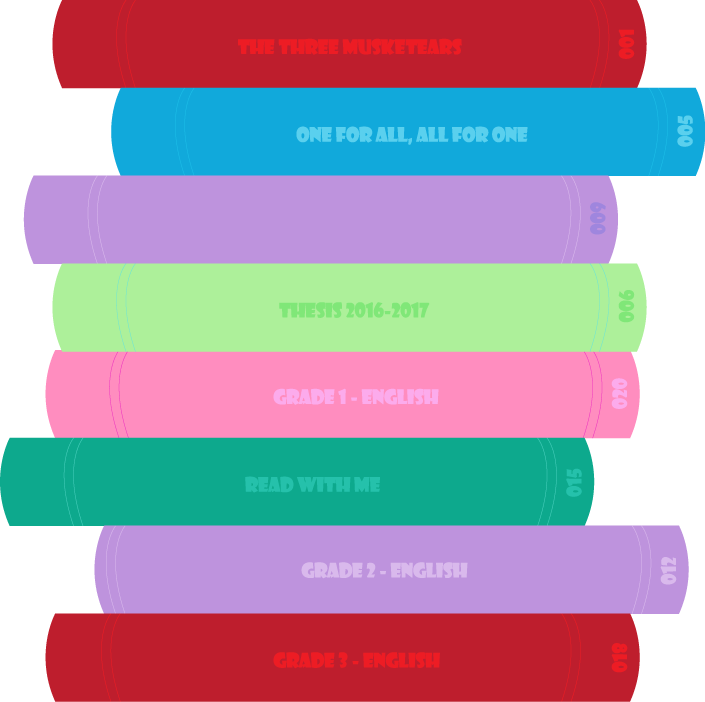 THE THREE MUSKETEARS 001
ONE FOR ALL, ALL FOR ONE 005
009
THESIS 2016-2017 006
GRADE 1 - ENGLISH 020
READ WITH ME 015
GRADE 2 - ENGLISH 012
GRADE 3 - ENGLISH 018